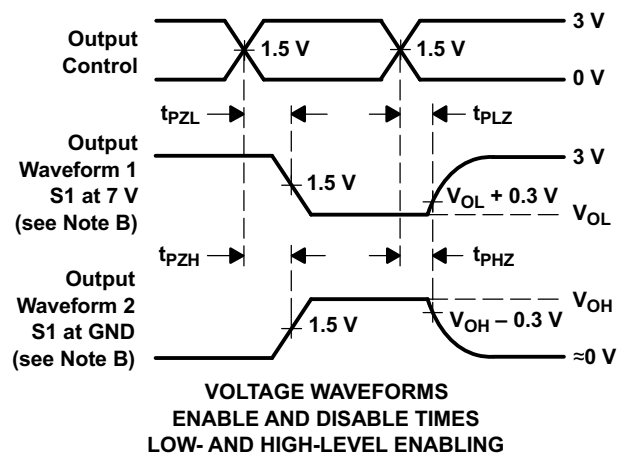 Output
Control
1.5 V
1.5 V
3 V
0 V
tPZL
tPLZ
Output
Waveform 1
S1 at 7 V
(see Note B)
1.5 V
VOL + 0.3 V
3 V
VOL
tPZH
tPHZ
Output
Waveform 2
S1 at GND
(see Note B)
1.5 V
VOH – 0.3 V
VOH
≈0 V
VOLTAGE WAVEFORMS
ENABLE AND DISABLE TIMES
LOW- AND HIGH-LEVEL ENABLING